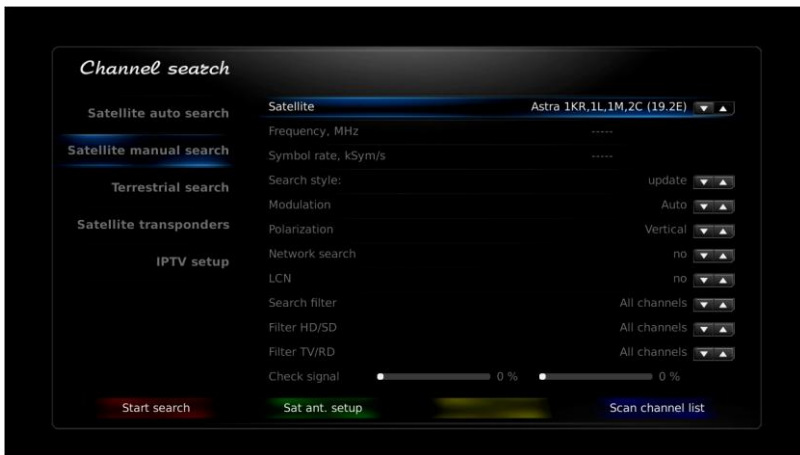 Channel search
Satellite auto search
Satellite manual search
Terrestrial search
Satellite transponders
IPTV setup
Satellite Astra 1KR,1L,1M,2C (19.2E)
Frequency, MHz -----
Symbol rate, kSym/s -----
Search style: update
Modulation Auto
Polarization Vertical
Network search no
LCN no
Search filter All channels
Filter HD/SD All channels
Filter TV/RD All channels
Check signal 0 % 0 %
Start search Sat ant. setup Scan channel list